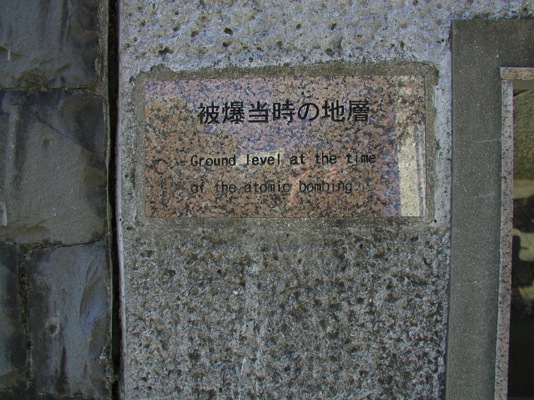 被爆当時の地層
Ground level at the time
of the atomic bombing